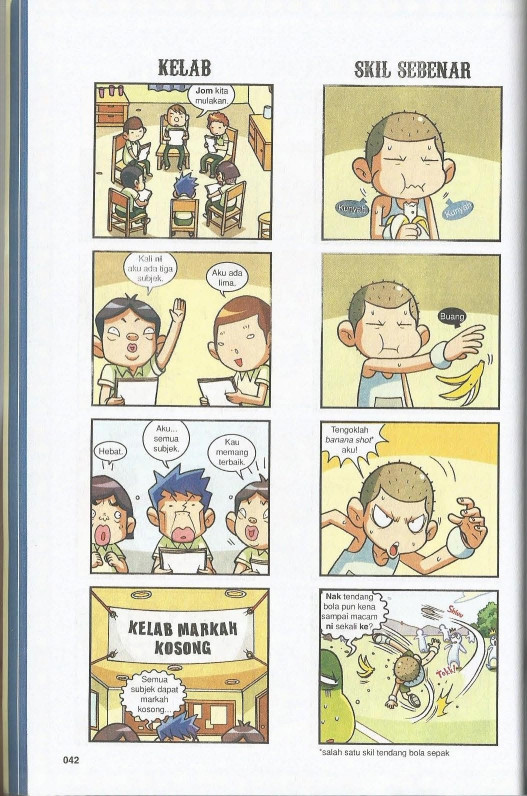 KELAB
Jom kita
mulakan.
Kali ni
aku ada tiga
subjek.
Aku ada
lima.
Hebat.
Aku...
semua
subjek.
Kau
memang
terbaik.
KELAB MARKAH
KOSONG
Semua
subjek dapat
markah
kosong...
SKIL SEBENAR
Kunyah
Kunyah
Buang
Tengoklah
banana shot*
aku!
Nak tendang
bola pun kena
sampai macam
ni sekali ke?
*salah satu skil tendang bola sepak
042